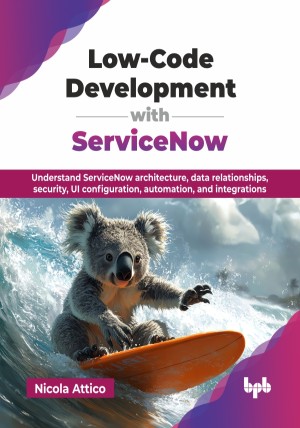 Low-Code
Development
with
ServiceNow
Understand ServiceNow architecture, data relationships,
security, UI configuration, automation, and integrations
Nicola Attico
bpb